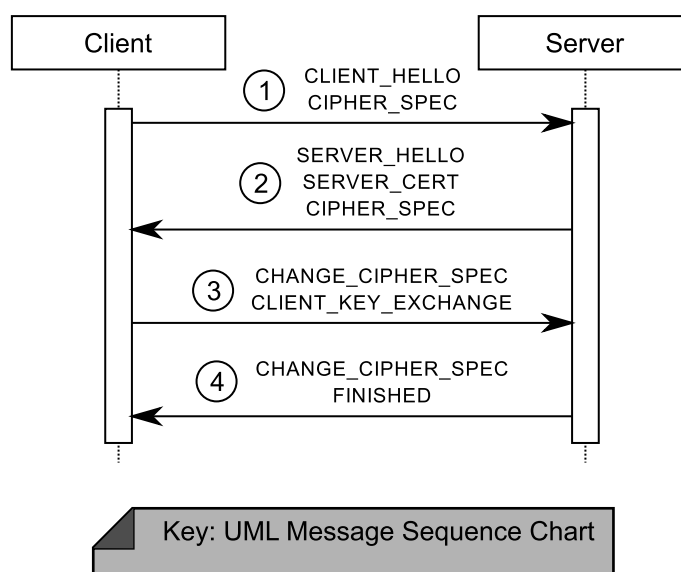 Client
Server
1
CLIENT_HELLO
CIPHER_SPEC
2
SERVER_HELLO
SERVER_CERT
CIPHER_SPEC
3
CHANGE_CIPHER_SPEC
CLIENT_KEY_EXCHANGE
4
CHANGE_CIPHER_SPEC
FINISHED
Key: UML Message Sequence Chart